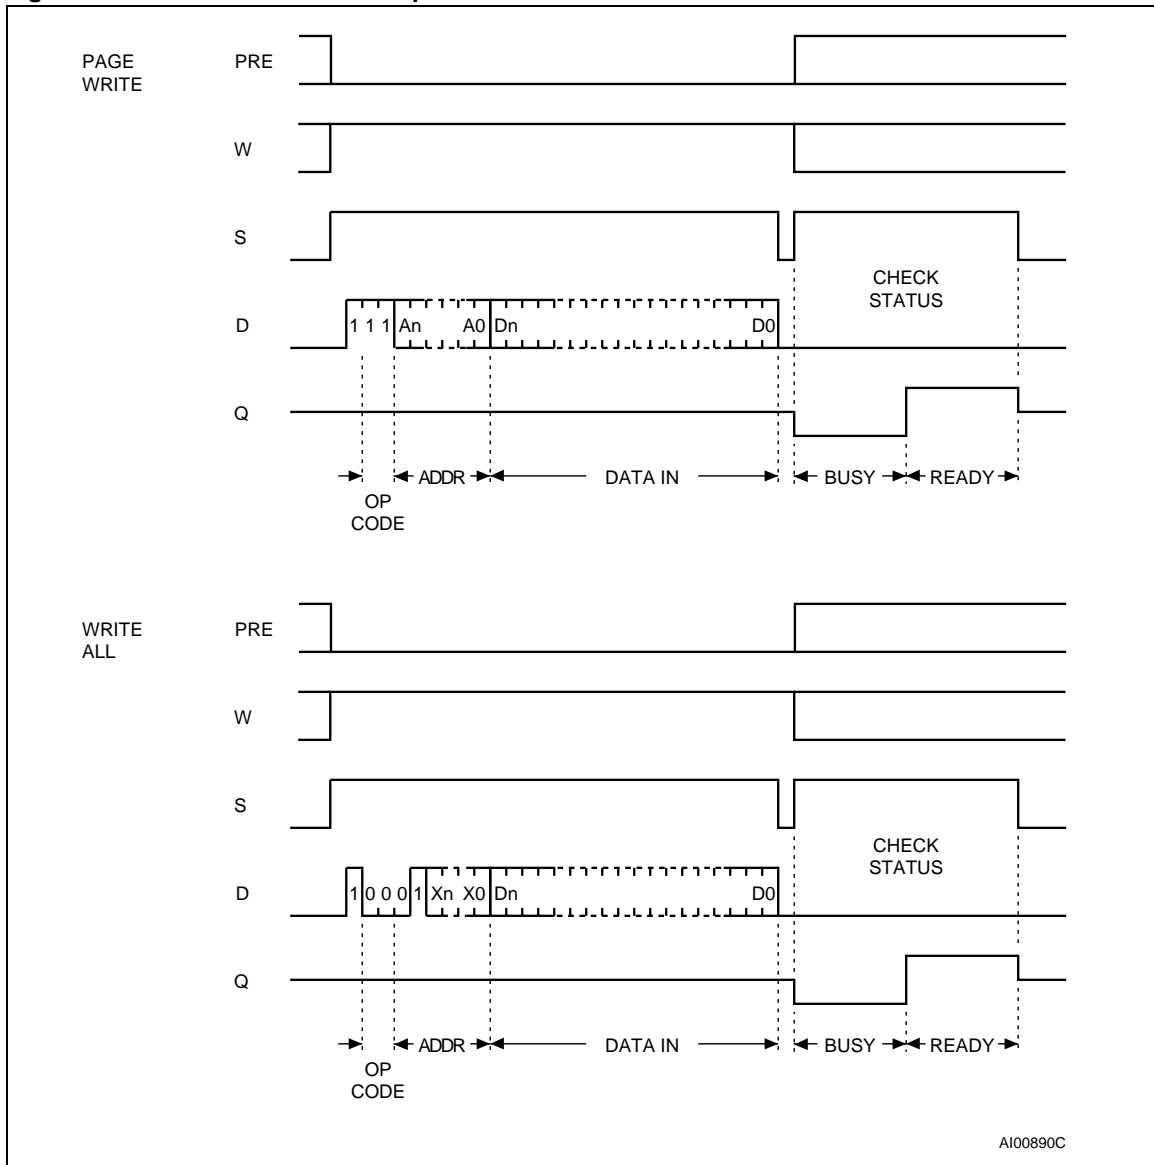 PAGE
WRITE
PRE
W
S
CHECK
STATUS
D
1 1 1 An A0 Dn D0
Q
ADDR DATA IN BUSY READY
OP
CODE
WRITE
ALL
PRE
W
S
CHECK
STATUS
D
1 0 0 0 1 Xn X0 Dn D0
Q
ADDR DATA IN BUSY READY
OP
CODE
AI00890C